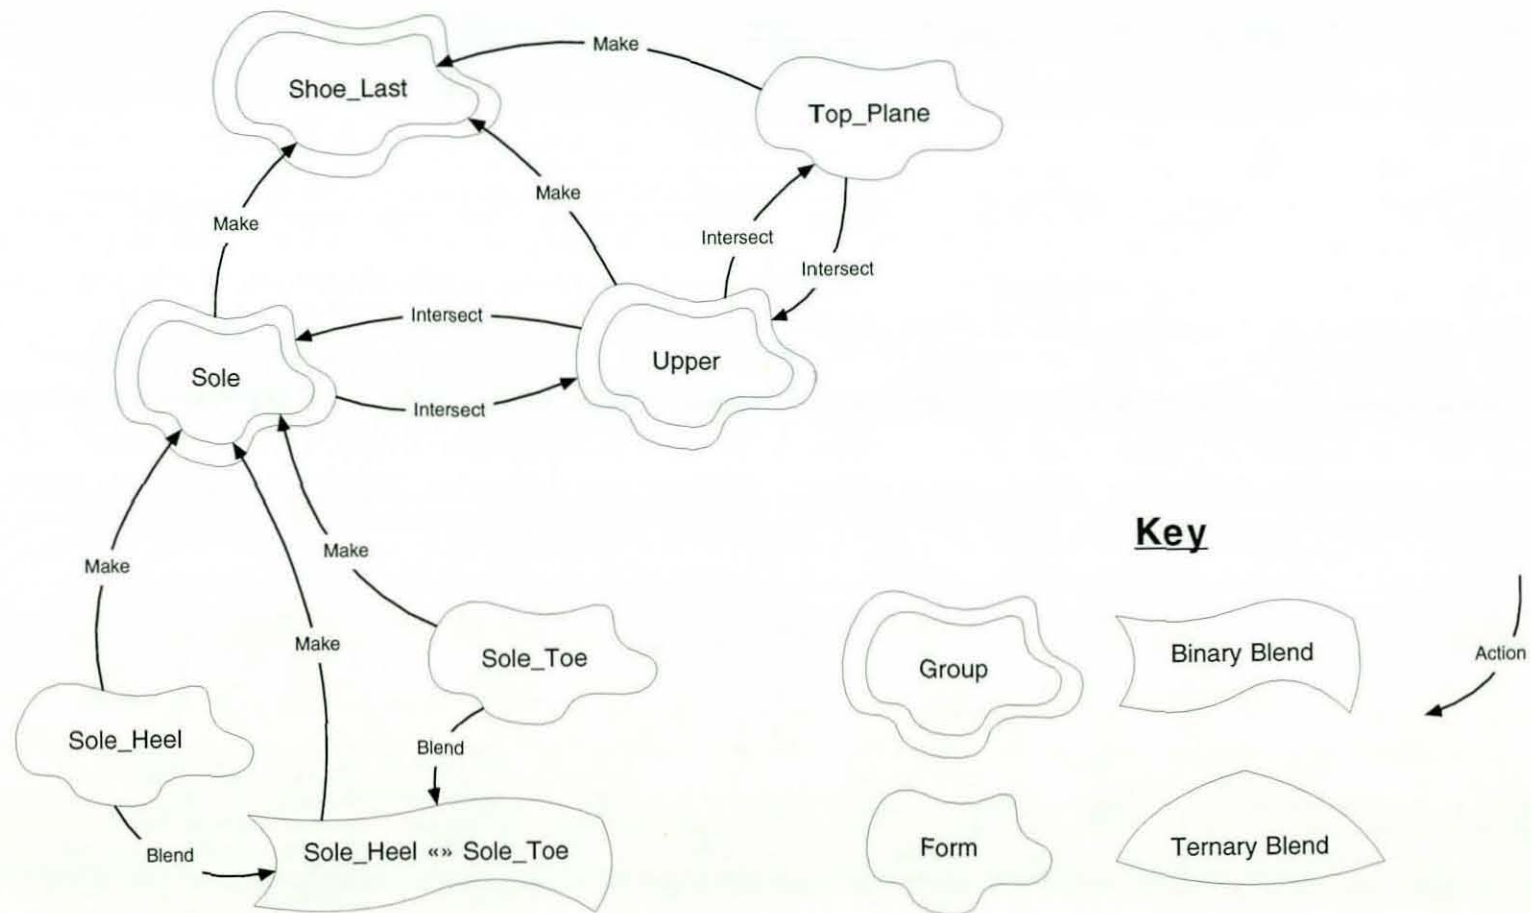 Make
Shoe_Last
Top_Plane
Make
Make
Intersect
Intersect
Intersect
Upper
Sole
Intersect
Key
Make
Make
Make
Sole_Toe
Group
Binary Blend
Action
Sole_Heel
Blend
Blend
Sole_Heel «» Sole_Toe
Form
Ternary Blend